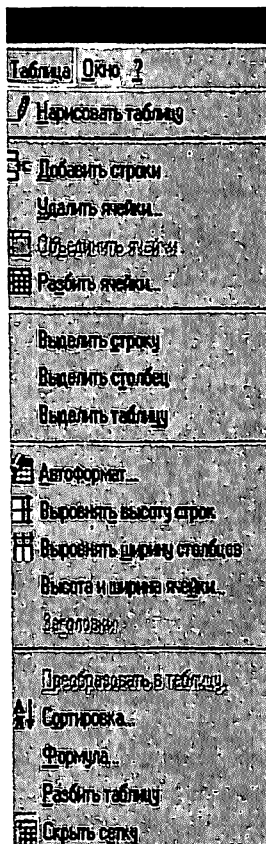 Таблица Окно ?
Нарисовать таблицу
Добавить строки
Удалить ячейки...
Объединить ячейки
Разбить ячейки...
Выделить строку
Выделить столбец
Выделить таблицу
Автоформат...
Выровнять высоту строк
Выровнять ширину столбцов
Высота и ширина ячейки...
Заголовки
Преобразовать в таблицу...
Сортировка...
Формула...
Разбить таблицу
Скрыть сетку